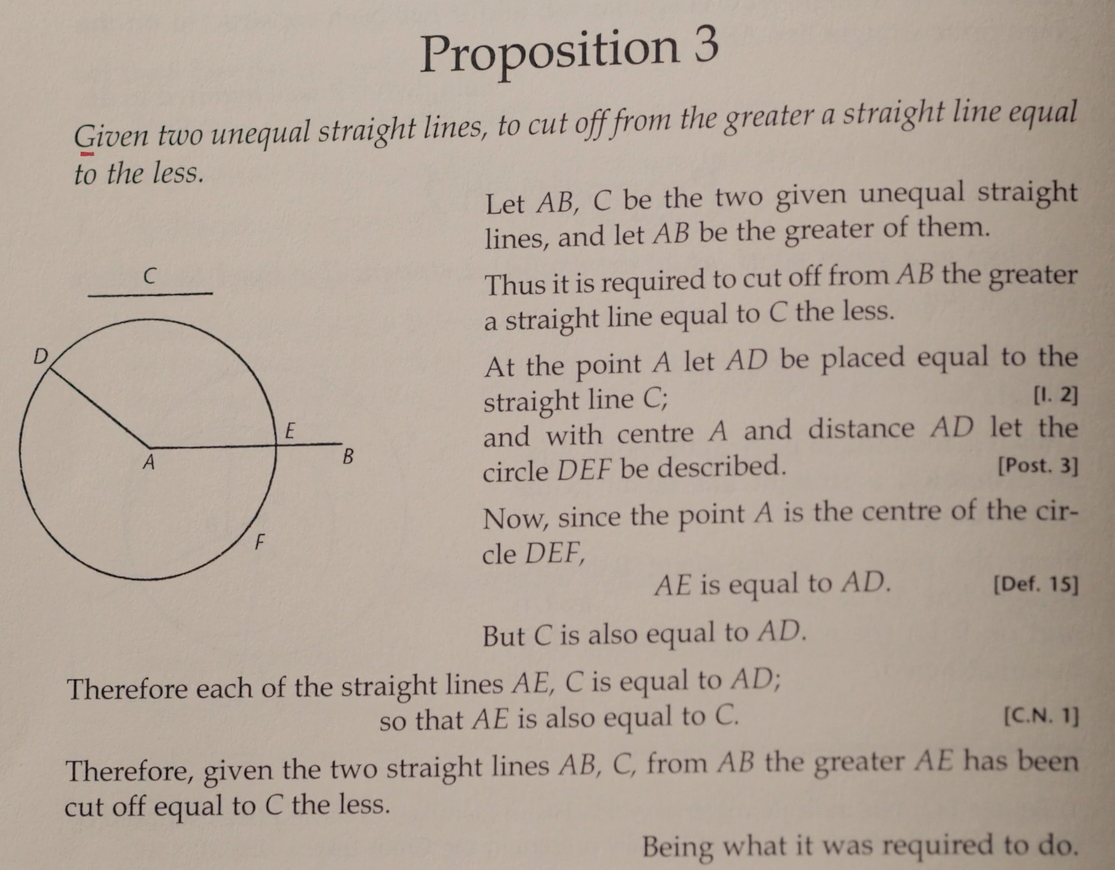 Proposition 3
Given two unequal straight lines, to cut off from the greater a straight line equal
to the less.
Let AB, C be the two given unequal straight
lines, and let AB be the greater of them.
Thus it is required to cut off from AB the greater
a straight line equal to C the less.
At the point A let AD be placed equal to the
straight line C; [I. 2]
and with centre A and distance AD let the
circle DEF be described. [Post. 3]
Now, since the point A is the centre of the cir-
cle DEF,
AE is equal to AD. [Def. 15]
But C is also equal to AD.
C
D
E
A
B
F
Therefore each of the straight lines AE, C is equal to AD;
so that AE is also equal to C. [C.N. 1]
Therefore, given the two straight lines AB, C, from AB the greater AE has been
cut off equal to C the less.
Being what it was required to do.